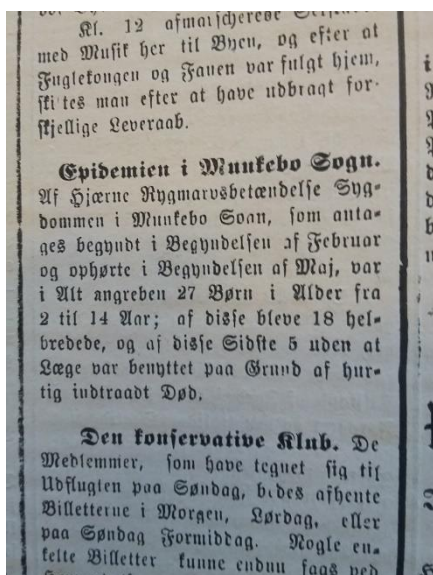 Kl. 12 afmarscherede
med Musik her til Byen, og efter at
Fuglekongen og Fanen var fulgt hjem,
skiltes man efter at have udbragt for-
skjellige Leveraab.
Epidemien i Munkebo Sogn.
Af Hjærne Rygmarvsbetændelse Syg-
dommen i Munkebo Sogn, som anta-
ges begyndt i Begyndelsen af Februar
og ophørte i Begyndelsen af Maj, var
i Alt angreben 27 Børn i Alder fra
2 til 14 Aar; af disse bleve 18 hel-
bredede, og af disse Sidste 5 uden at
Læge var benyttet paa Grund af hur-
tig indtraadt Død.
Den konservative Klub. De
Medlemmer, som have tegnet sig til
Udflugten paa Søndag, bedes afhente
Billetterne i Morgen, Lørdag, eller
paa Søndag Formiddag. Nogle en-
kelte Billetter kunne endnu faas ved